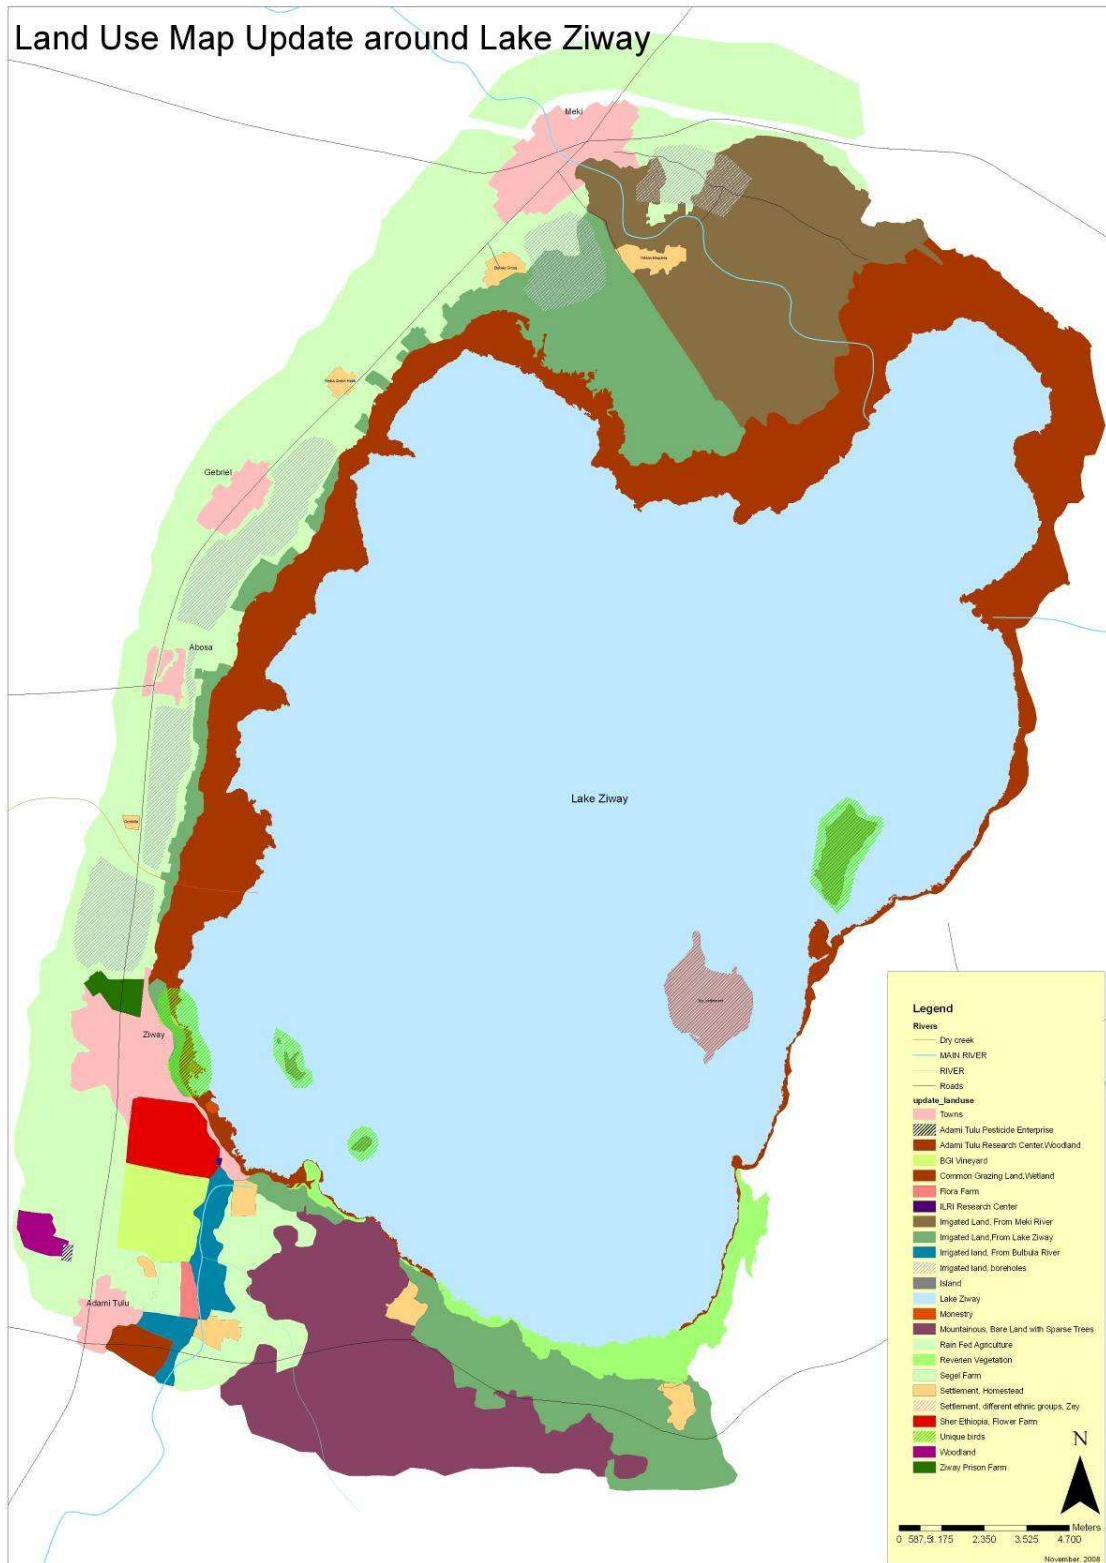 Land Use Map Update around Lake Ziway
Meki
Gebriel
Abosa
Lake Ziway
Ziway
Adami Tulu
Legend
Rivers
Dry creek
MAIN RIVER
RIVER
Roads
update_landuse
Towns
Adami Tulu Pesticide Enterprise
Adami Tulu Research Center,Woodland
BGI Vineyard
Common Grazing Land,Wetland
Flora Farm
ILRI Research Center
Irrigated Land, From Meki River
Irrigated Land,From Lake Ziway
Irrigated land, From Bulbula River
Irrigated land, boreholes
Island
Lake Ziway
Monestry
Mountainous, Bare Land with Sparse Trees
Rain Fed Agriculture
Reverien Vegetation
Segel Farm
Settlement, Homestead
Settlement, different ethnic groups, Zey
Sher Ethiopia, Flower Farm
Unique birds
Woodland
Ziway Prison Farm
N
Meters
0 587,51.175 2.350 3.525 4.700
November, 2008